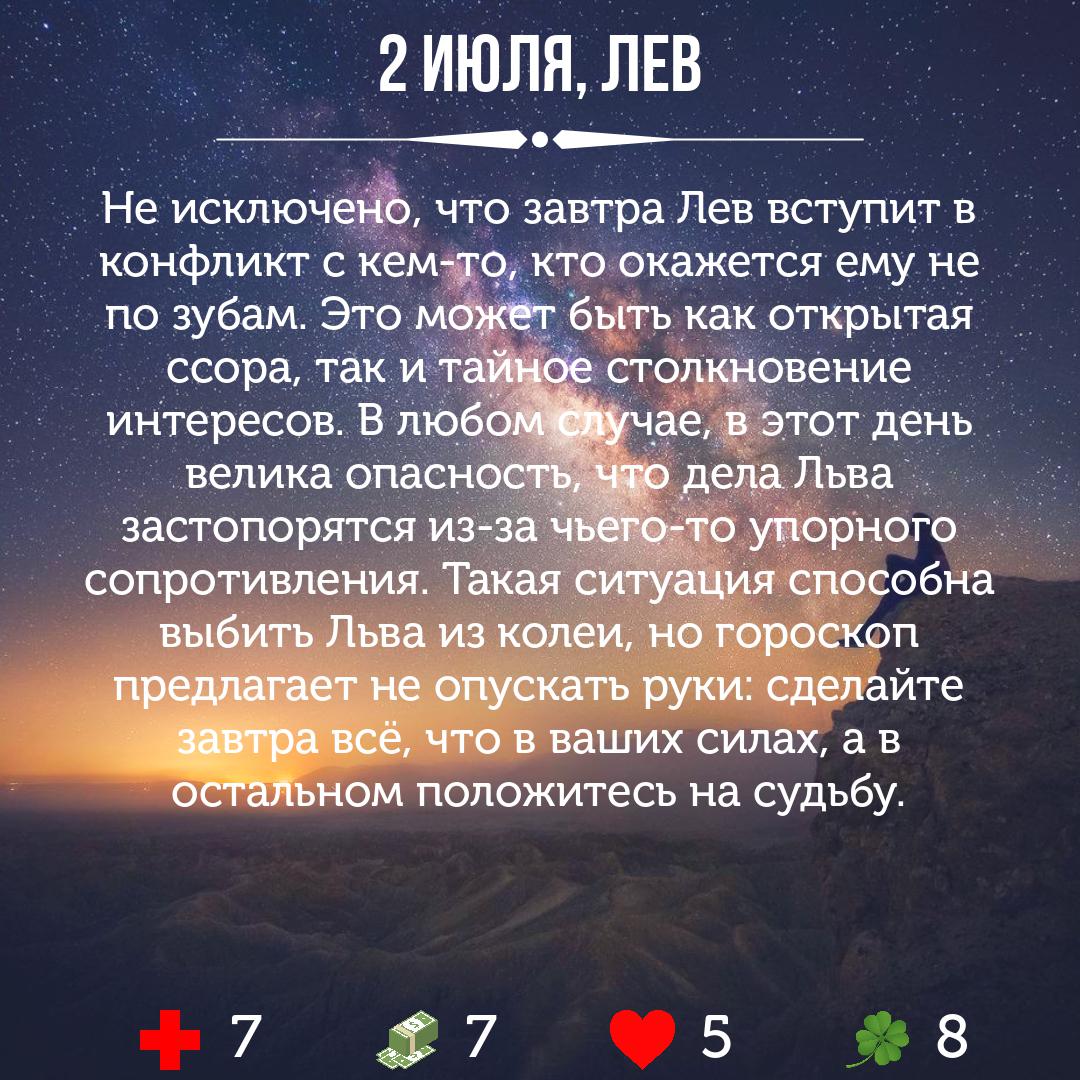 2 ИЮЛЯ, ЛЕВ
Не исключено, что завтра Лев вступит в
конфликт с кем-то, кто окажется ему не
по зубам. Это может быть как открытая
ссора, так и тайное столкновение
интересов. В любом случае, в этот день
велика опасность, что дела Льва
застопорятся из-за чьего-то упорного
сопротивления. Такая ситуация способна
выбить Льва из колеи, но гороскоп
предлагает не опускать руки: сделайте
завтра всё, что в ваших силах, а в
остальном положитесь на судьбу.
7 7 5 8